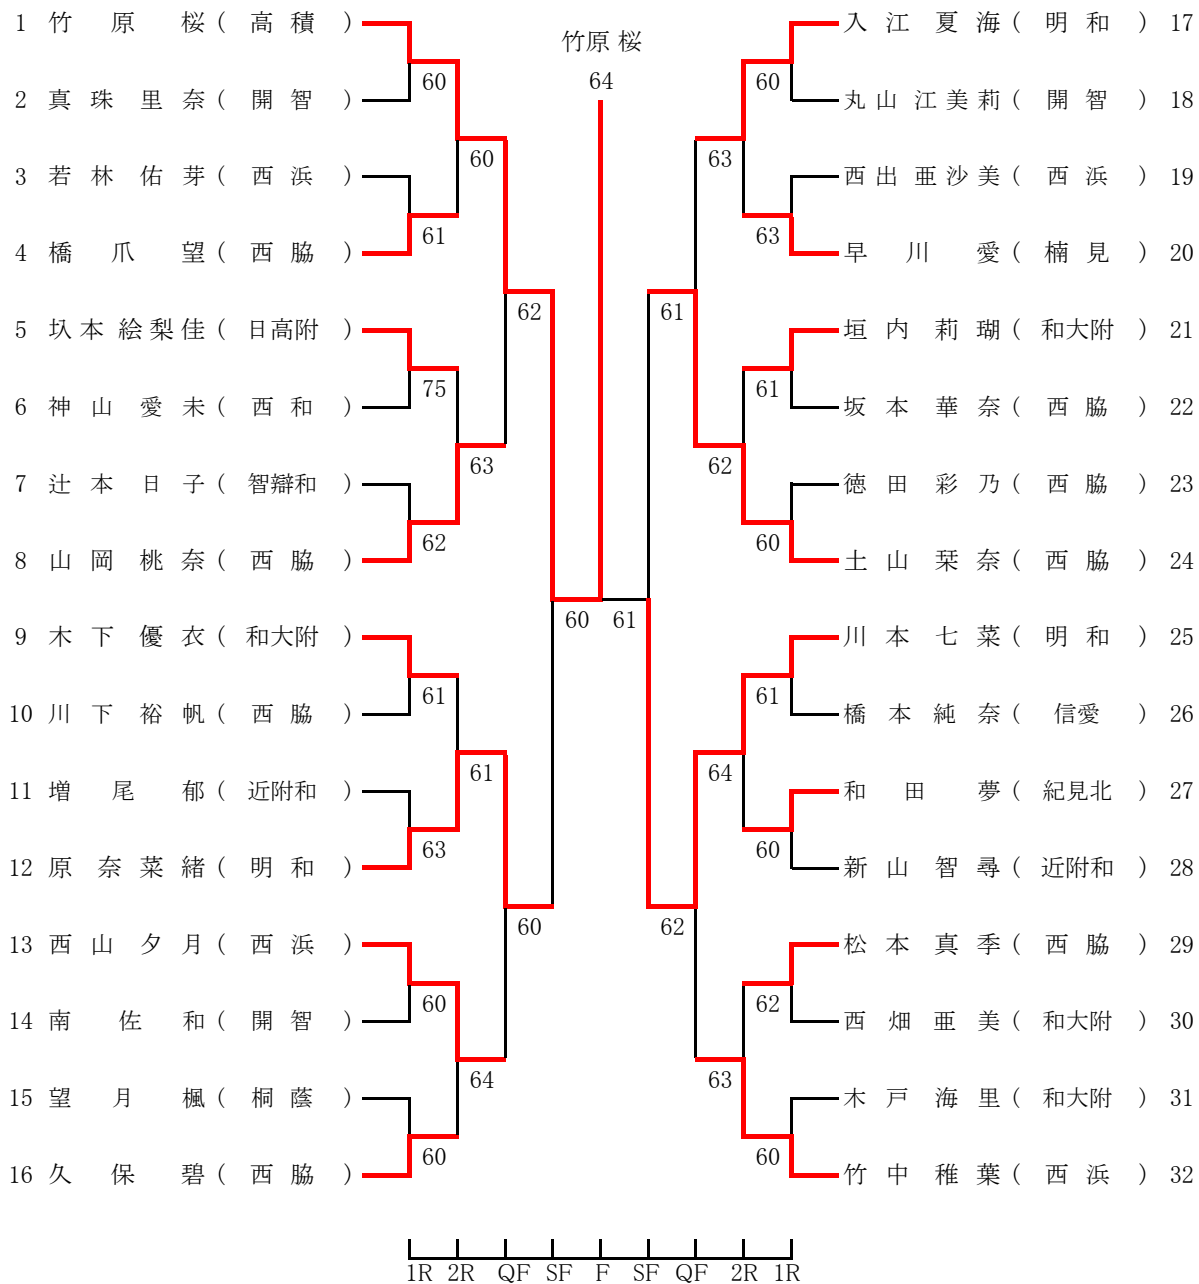 竹原 桜
64
1 竹原桜(高積)
2 真珠里奈(開智)
3 若林佑芽(西浜)
4 橋爪望(西脇)
5 圦本絵梨佳(日高附)
6 神山愛未(西和)
7 辻本日子(智辯和)
8 山岡桃奈(西脇)
9 木下優衣(和大附)
10 川下裕帆(西脇)
11 増尾郁(近附和)
12 原奈菜緒(明和)
13 西山夕月(西浜)
14 南佐和(開智)
15 望月楓(桐蔭)
16 久保碧(西脇)
60
61
75
62
61
63
60
60
60
63
61
64
62
60
60
61
61
62
63
62
64
63
60
63
61
60
61
60
62
60
入江夏海(明和) 17
丸山江美莉(開智) 18
西出亜沙美(西浜) 19
早川愛(楠見) 20
垣内莉瑚(和大附) 21
坂本華奈(西脇) 22
徳田彩乃(西脇) 23
土山栞奈(西脇) 24
川本七菜(明和) 25
橋本純奈(信愛) 26
和田夢(紀見北) 27
新山智尋(近附和) 28
松本真季(西脇) 29
西畑亜美(和大附) 30
木戸海里(和大附) 31
竹中稚葉(西浜) 32
1R 2R QF SF F SF QF 2R 1R